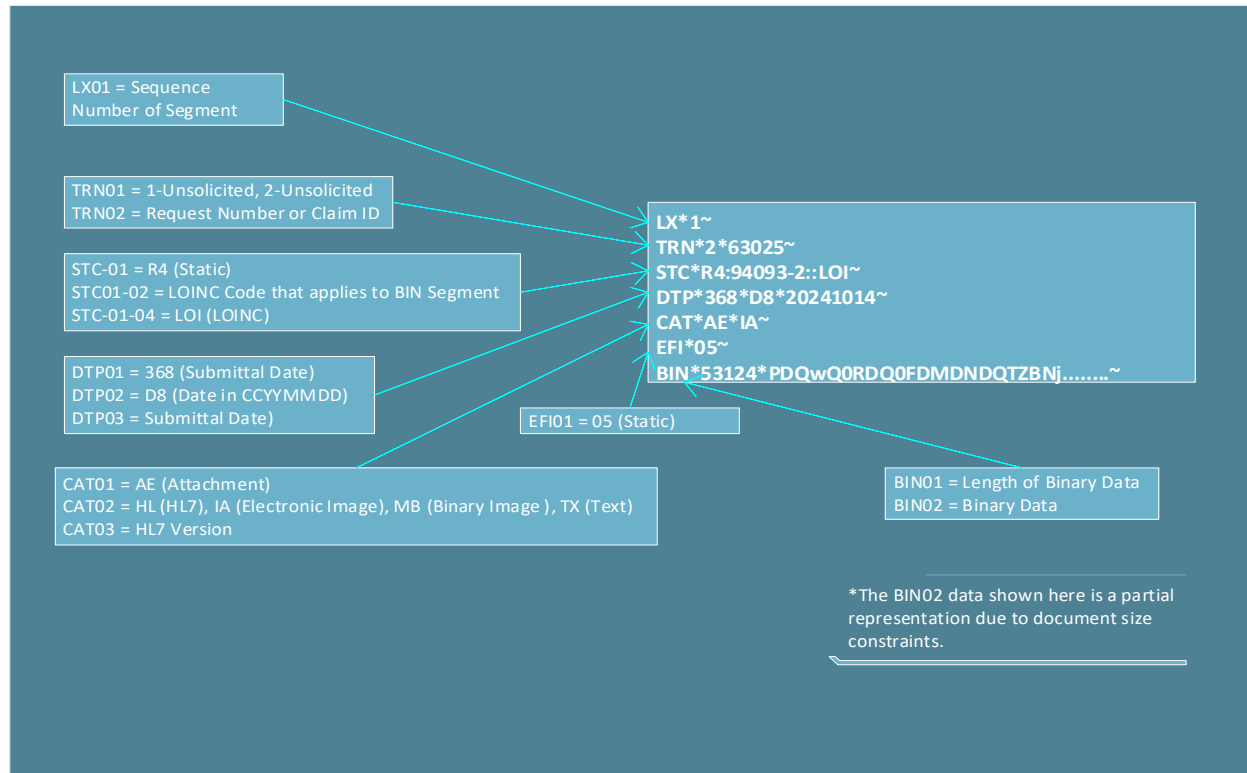 LX01 = Sequence
Number of Segment
TRN01 = 1-Unsolicited, 2-Unsolicited
TRN02 = Request Number or Claim ID
STC-01 = R4 (Static)
STC01-02 = LOINC Code that applies to BIN Segment
STC-01-04 = LOI (LOINC)
DTP01 = 368 (Submittal Date)
DTP02 = D8 (Date in CCYYMMDD)
DTP03 = Submittal Date)
CAT01 = AE (Attachment)
CAT02 = HL (HL7), IA (Electronic Image), MB (Binary Image ), TX (Text)
CAT03 = HL7 Version
EFI01 = 05 (Static)
LX*1~
TRN*2*63025~
STC*R4:94093-2::LOI~
DTP*368*D8*20241014~
CAT*AE*IA~
EFI*05~
BIN*53124*PDQwQ0RDQ0FDMDNDQTZBNj........~
BIN01 = Length of Binary Data
BIN02 = Binary Data
*The BIN02 data shown here is a partial
representation due to document size
constraints.